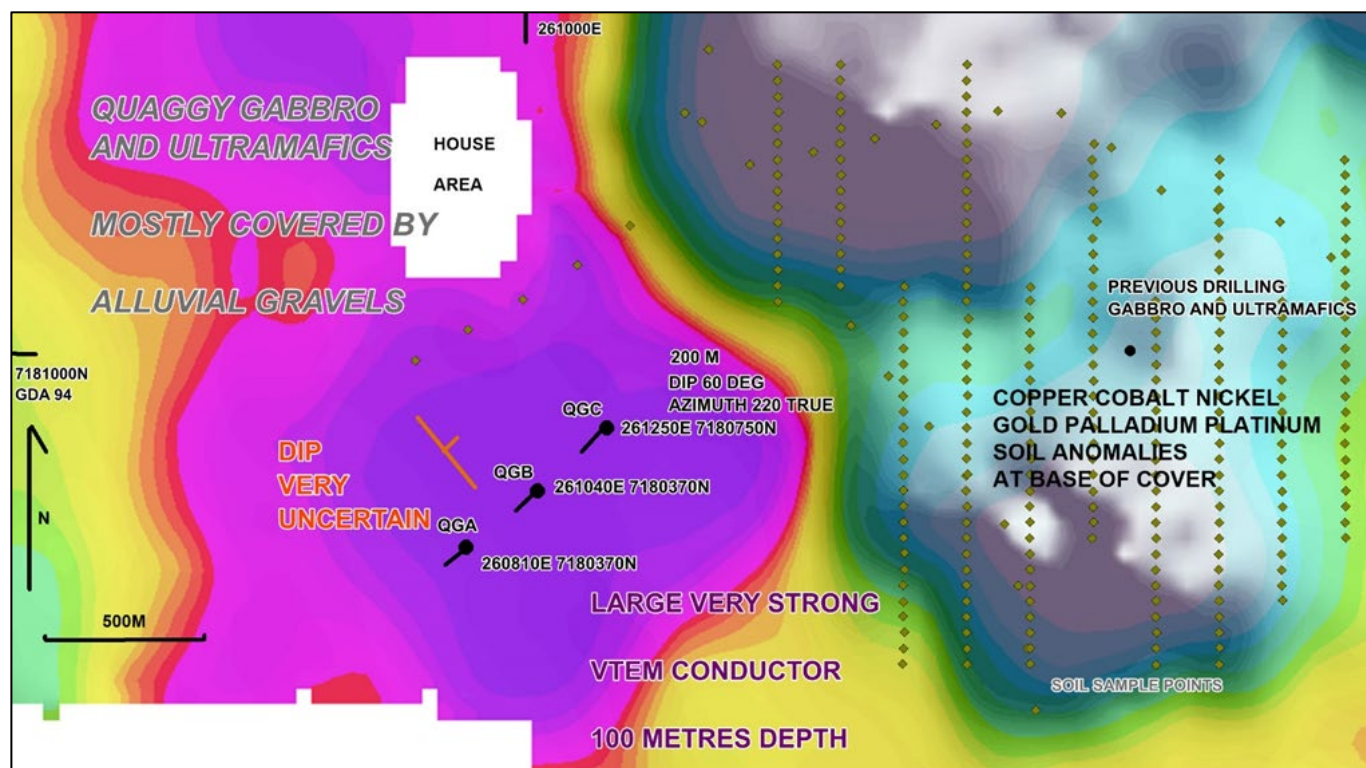 261000E
QUAGGY GABBRO
AND ULTRAMAFICS
MOSTLY COVERED BY
ALLUVIAL GRAVELS
HOUSE
AREA
PREVIOUS DRILLING
GABBRO AND ULTRAMAFICS
7181000N
GDA 94
200 M
DIP 60 DEG
AZIMUTH 220 TRUE
QGC
261250E 7180750N
COPPER COBALT NICKEL
GOLD PALLADIUM PLATINUM
SOIL ANOMALIES
AT BASE OF COVER
DIP
VERY
UNCERTAIN
QGB
261040E 7180370N
QGA
260810E 7180370N
N
500M
LARGE VERY STRONG
VTEM CONDUCTOR
100 METRES DEPTH
SOIL SAMPLE POINTS